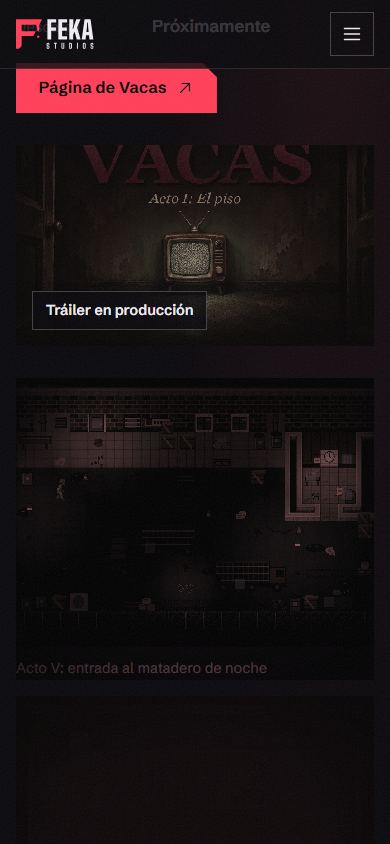 FEKA
STUDIOS
Próximamente
Página de Vacas
VACAS
Acto I: El piso
Tráiler en producción
Acto V: entrada al matadero de noche